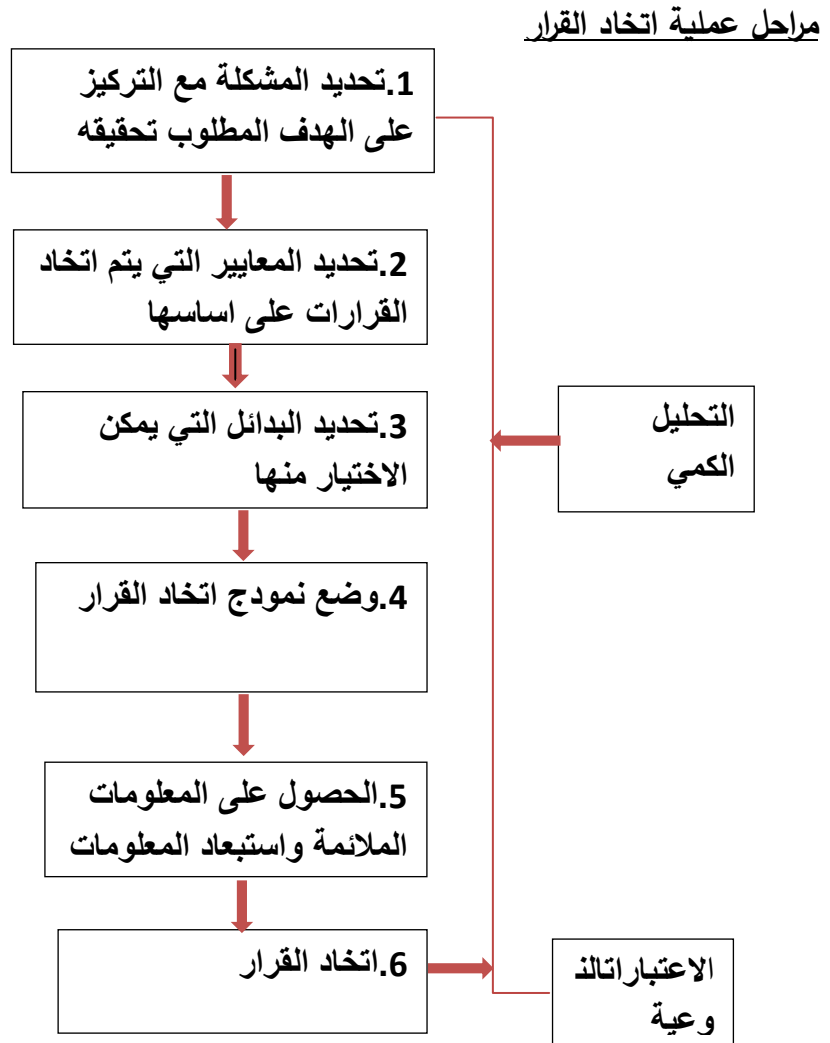 مراحل عملية اتخاد القرار
1.تحديد المشكلة مع التركيز
على الهدف المطلوب تحقيقه
2.تحديد المعايير التي يتم اتخاد
القرارات على اساسها
3.تحديد البدائل التي يمكن
الاختيار منها
التحليل
الكمي
4.وضع نمودج اتخاد القرار
5.الحصول على المعلومات
الملائمة واستبعاد المعلومات
6.اتخاد القرار
الاعتباراتالنـ
وعية